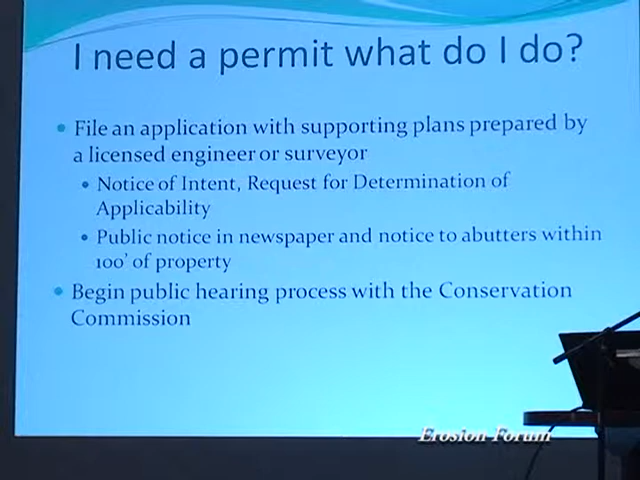 I need a permit what do I do?
File an application with supporting plans prepared by
a licensed engineer or surveyor
Notice of Intent, Request for Determination of
Applicability
Public notice in newspaper and notice to abutters within
100' of property
Begin public hearing process with the Conservation
Commission
Erosion Forum